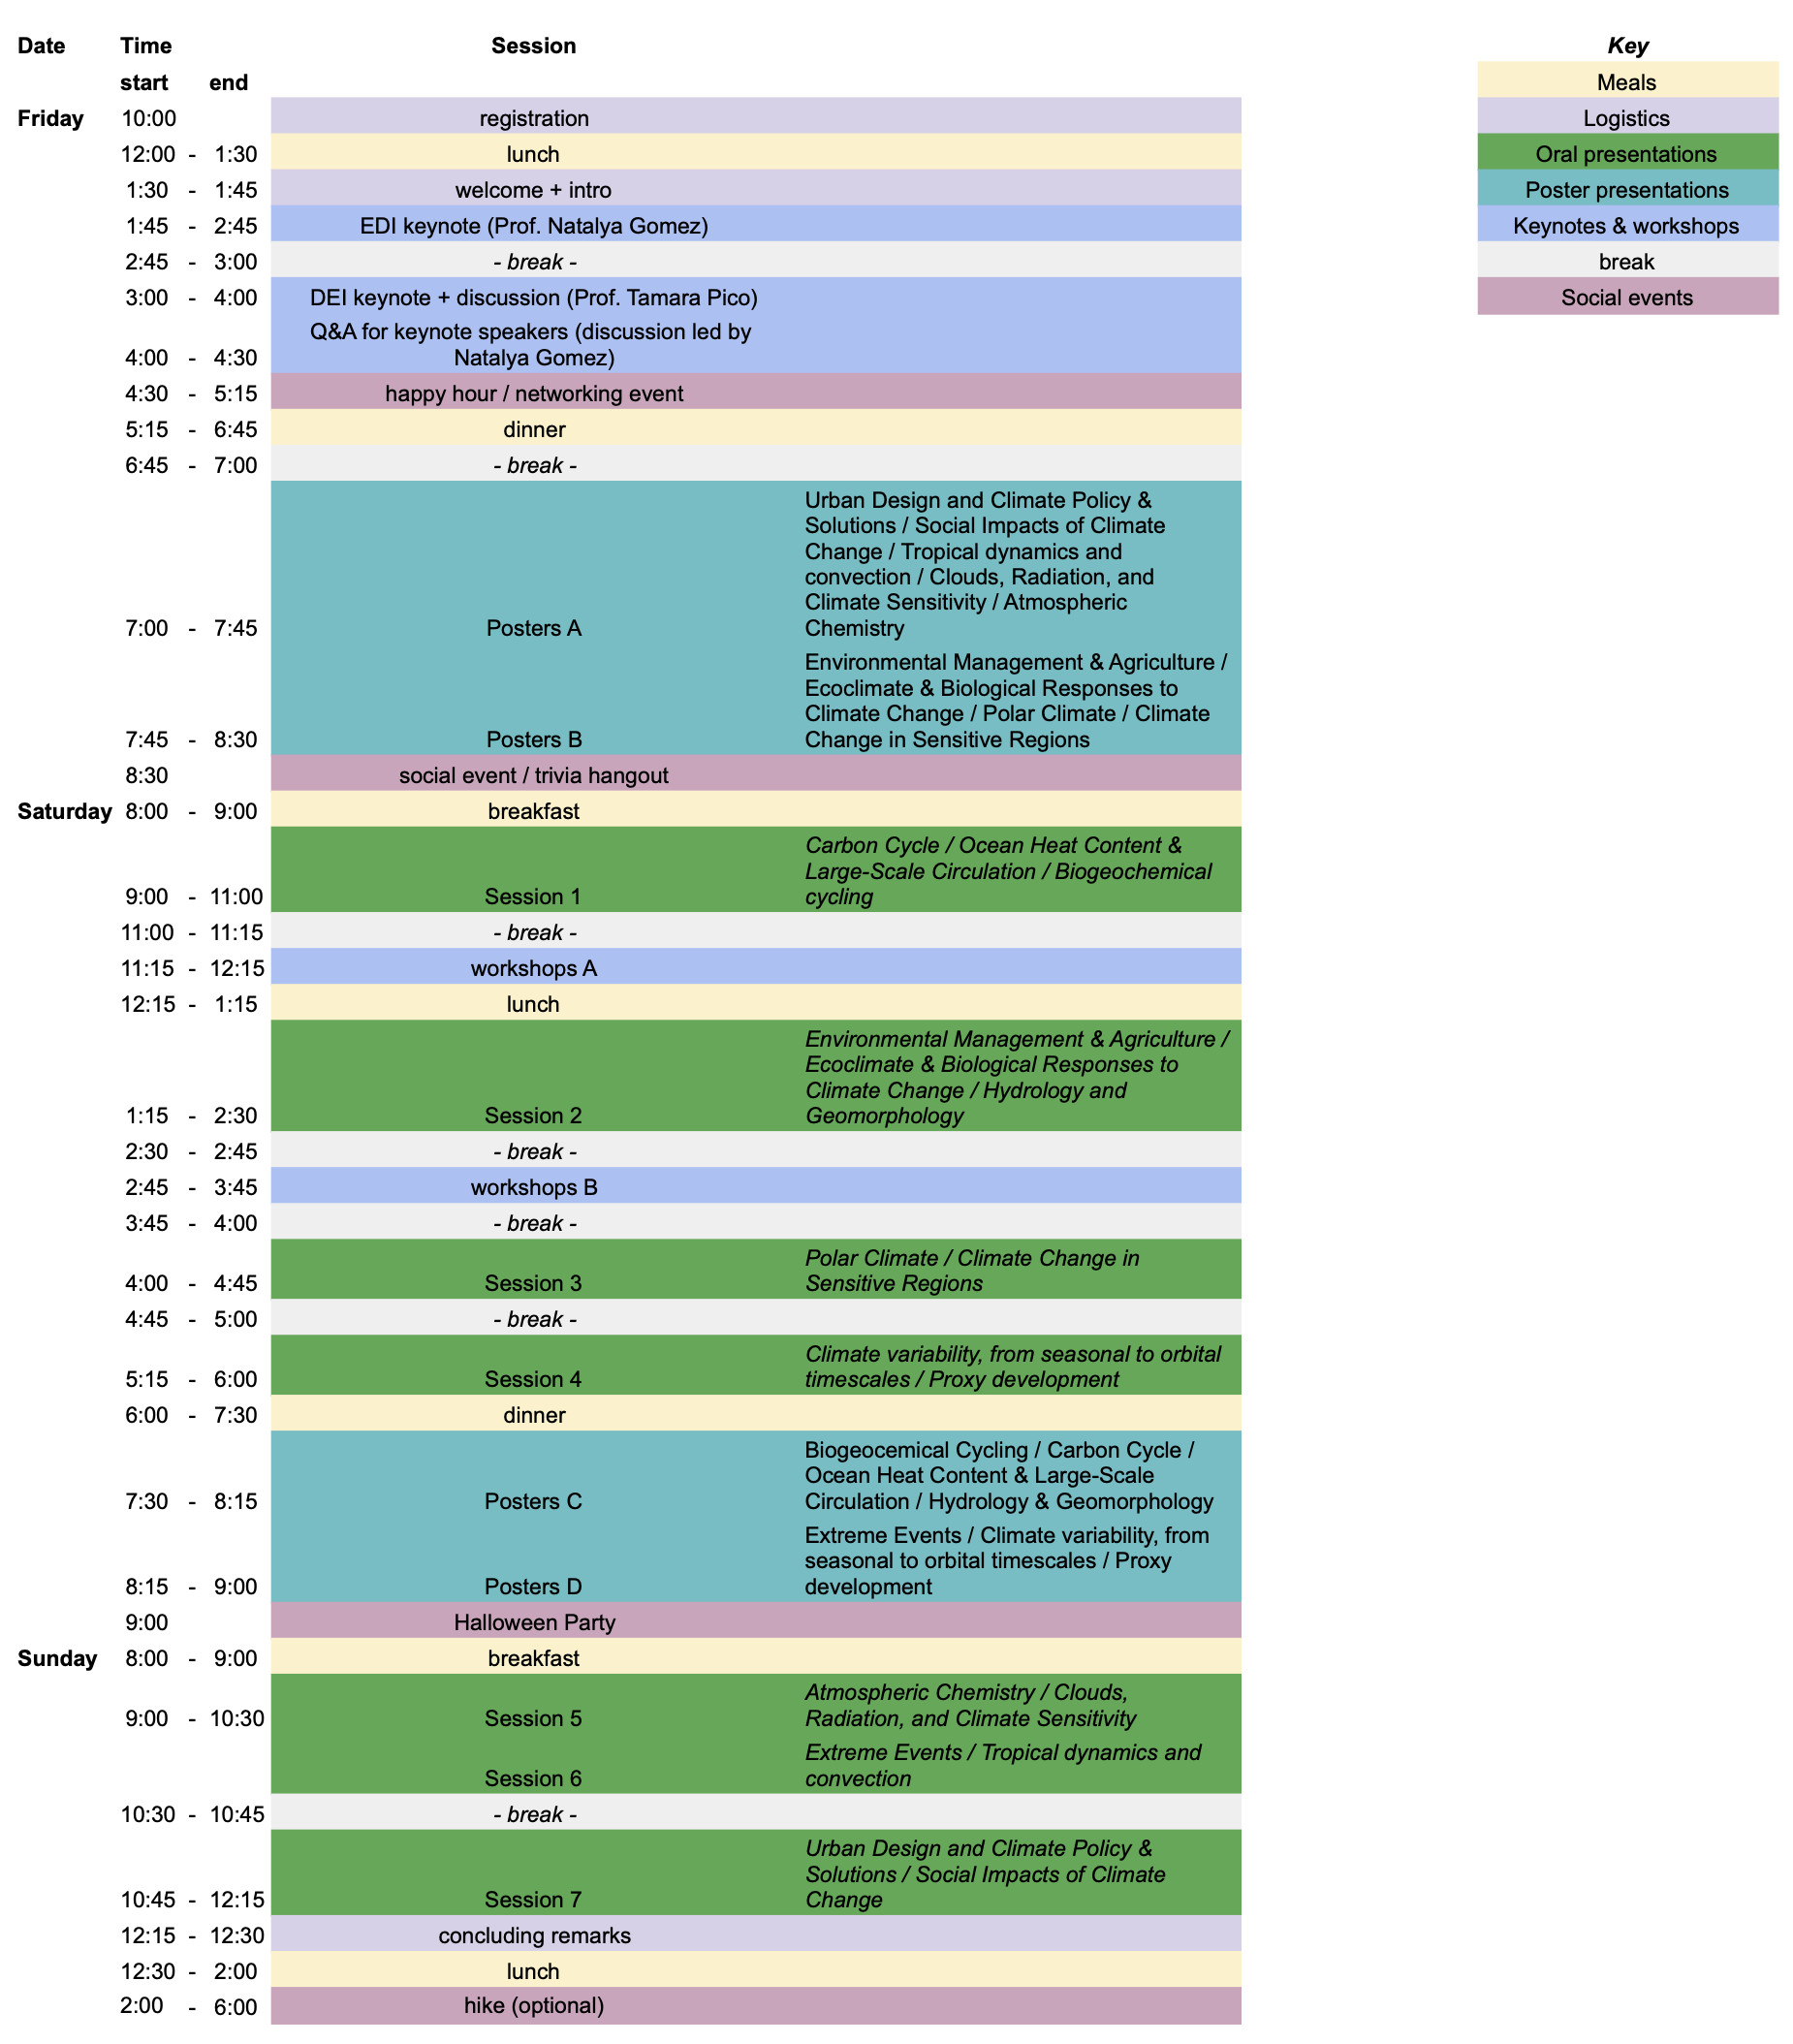 Date Time Session Key
start end Meals
Friday 10:00 registration Logistics
12:00 - 1:30 lunch Oral presentations
1:30 - 1:45 welcome + intro Poster presentations
1:45 - 2:45 EDI keynote (Prof. Natalya Gomez) Keynotes & workshops
2:45 - 3:00 - break - break
3:00 - 4:00 DEI keynote + discussion (Prof. Tamara Pico) Social events
Q&A for keynote speakers (discussion led by
4:00 - 4:30 Natalya Gomez)
4:30 - 5:15 happy hour / networking event
5:15 - 6:45 dinner
6:45 - 7:00 - break -
Urban Design and Climate Policy &
Solutions / Social Impacts of Climate
Change / Tropical dynamics and
convection / Clouds, Radiation, and
Climate Sensitivity / Atmospheric
7:00 - 7:45 Posters A Chemistry
Environmental Management & Agriculture /
Ecoclimate & Biological Responses to
Climate Change / Polar Climate / Climate
7:45 - 8:30 Posters B Change in Sensitive Regions
8:30 social event / trivia hangout
Saturday 8:00 - 9:00 breakfast
Carbon Cycle / Ocean Heat Content &
Large-Scale Circulation / Biogeochemical
9:00 - 11:00 Session 1 cycling
11:00 - 11:15 - break -
11:15 - 12:15 workshops A
12:15 - 1:15 lunch
Environmental Management & Agriculture /
Ecoclimate & Biological Responses to
Climate Change / Hydrology and
1:15 - 2:30 Session 2 Geomorphology
2:30 - 2:45 - break -
2:45 - 3:45 workshops B
3:45 - 4:00 - break -
Polar Climate / Climate Change in
4:00 - 4:45 Session 3 Sensitive Regions
4:45 - 5:00 - break -
Climate variability, from seasonal to orbital
5:15 - 6:00 Session 4 timescales / Proxy development
6:00 - 7:30 dinner
Biogeocemical Cycling / Carbon Cycle /
Ocean Heat Content & Large-Scale
7:30 - 8:15 Posters C Circulation / Hydrology & Geomorphology
Extreme Events / Climate variability, from
seasonal to orbital timescales / Proxy
8:15 - 9:00 Posters D development
9:00 Halloween Party
Sunday 8:00 - 9:00 breakfast
Atmospheric Chemistry / Clouds,
9:00 - 10:30 Session 5 Radiation, and Climate Sensitivity
Extreme Events / Tropical dynamics and
Session 6 convection
10:30 - 10:45 - break -
Urban Design and Climate Policy &
Solutions / Social Impacts of Climate
10:45 - 12:15 Session 7 Change
12:15 - 12:30 concluding remarks
12:30 - 2:00 lunch
2:00 - 6:00 hike (optional)